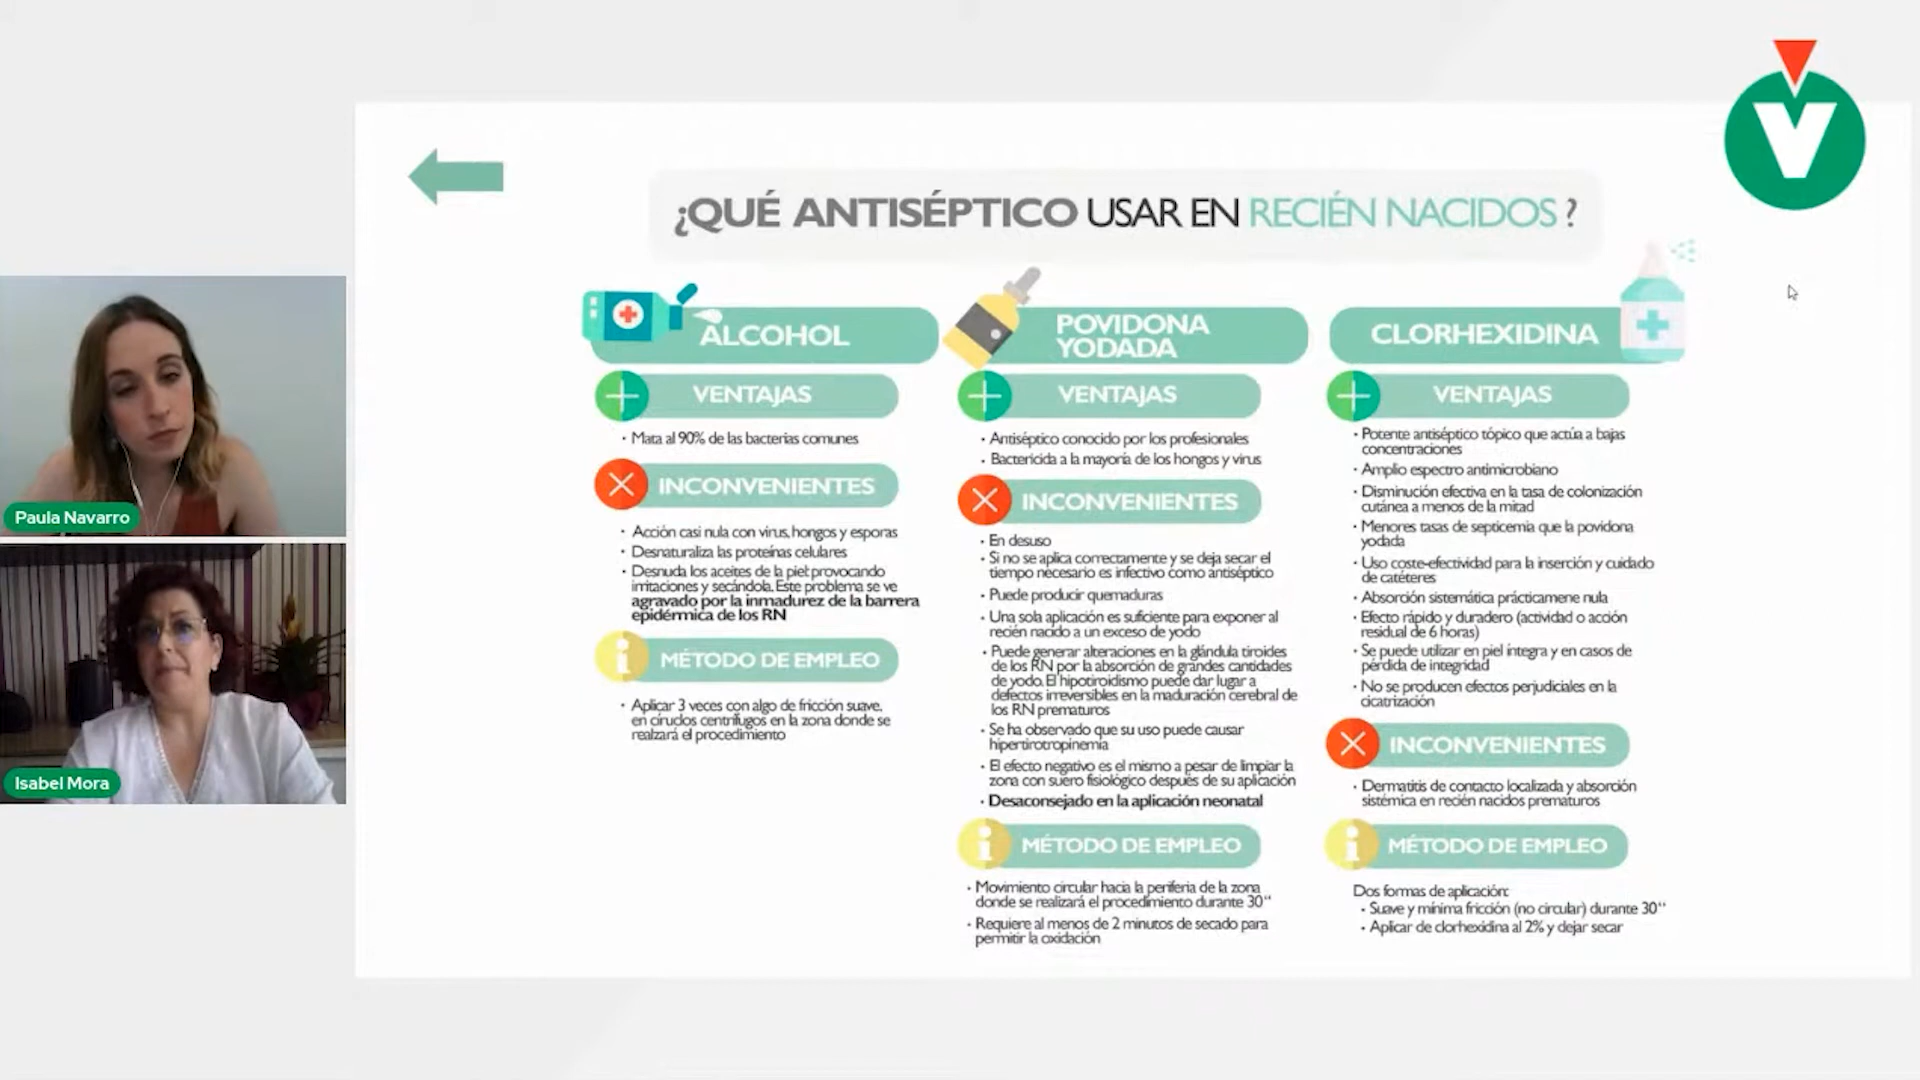 V
¿QUÉ ANTISÉPTICO USAR EN RECIÉN NACIDOS ?
ALCOHOL
VENTAJAS
• Mata al 90% de las bacterias comunes
INCONVENIENTES
• Acción casi nula con virus, hongos y esporas
• Desnaturaliza las proteínas celulares
• Desnuda los aceites de la piel provocando
irritaciones y secándola. Este problema se ve
agravado por la inmadurez de la barrera
epidérmica de los RN
MÉTODO DE EMPLEO
• Aplicar 3 veces con algo de fricción suave,
en ciruclos centrífugos en la zona donde se
realzará el procedimiento
POVIDONA
YODADA
VENTAJAS
• Antiséptico conocido por los profesionales
• Bactericida a la mayoría de los hongos y virus
INCONVENIENTES
• En desuso
• Si no se aplica correctamente y se deja secar el
tiempo necesario es infectivo como antiséptico
• Puede producir quemaduras
• Una sola aplicación es suficiente para exponer al
recién nacido a un exceso de yodo
• Puede generar alteraciones en la glándula tiroides
de los RN por la absorción de grandes cantidades
de yodo. El hipotiroidismo puede dar lugar a
defectos irreversibles en la maduración cerebral de
los RN prematuros
• Se ha observado que su uso puede causar
hipertirotropinemia
• El efecto negativo es el mismo a pesar de limpiar la
zona con suero fisiológico después de su aplicación
• Desaconsejado en la aplicación neonatal
MÉTODO DE EMPLEO
• Movimiento circular hacia la periferia de la zona
donde se realizará el procedimiento durante 30“
• Requiere al menos de 2 minutos de secado para
permitir la oxidación
CLORHEXIDINA
VENTAJAS
• Potente antiséptico tópico que actúa a bajas
concentraciones
• Amplio espectro antimicrobiano
• Disminución efectiva en la tasa de colonización
cutánea a menos de la mitad
• Menores tasas de septicemia que la povidona
yodada
• Uso coste-efectividad para la inserción y cuidado
de catéteres
• Absorción sistemática prácticamene nula
• Efecto rápido y duradero (actividad o acción
residual de 6 horas)
• Se puede utilizar en piel íntegra y en casos de
pérdida de integridad
• No se producen efectos perjudiciales en la
cicatrización
INCONVENIENTES
• Dermatitis de contacto localizada y absorción
sistémica en recién nacidos prematuros
MÉTODO DE EMPLEO
Dos formas de aplicación:
• Suave y mínima fricción (no circular) durante 30“
• Aplicar de clorhexidina al 2% y dejar secar
Paula Navarro
Isabel Mora